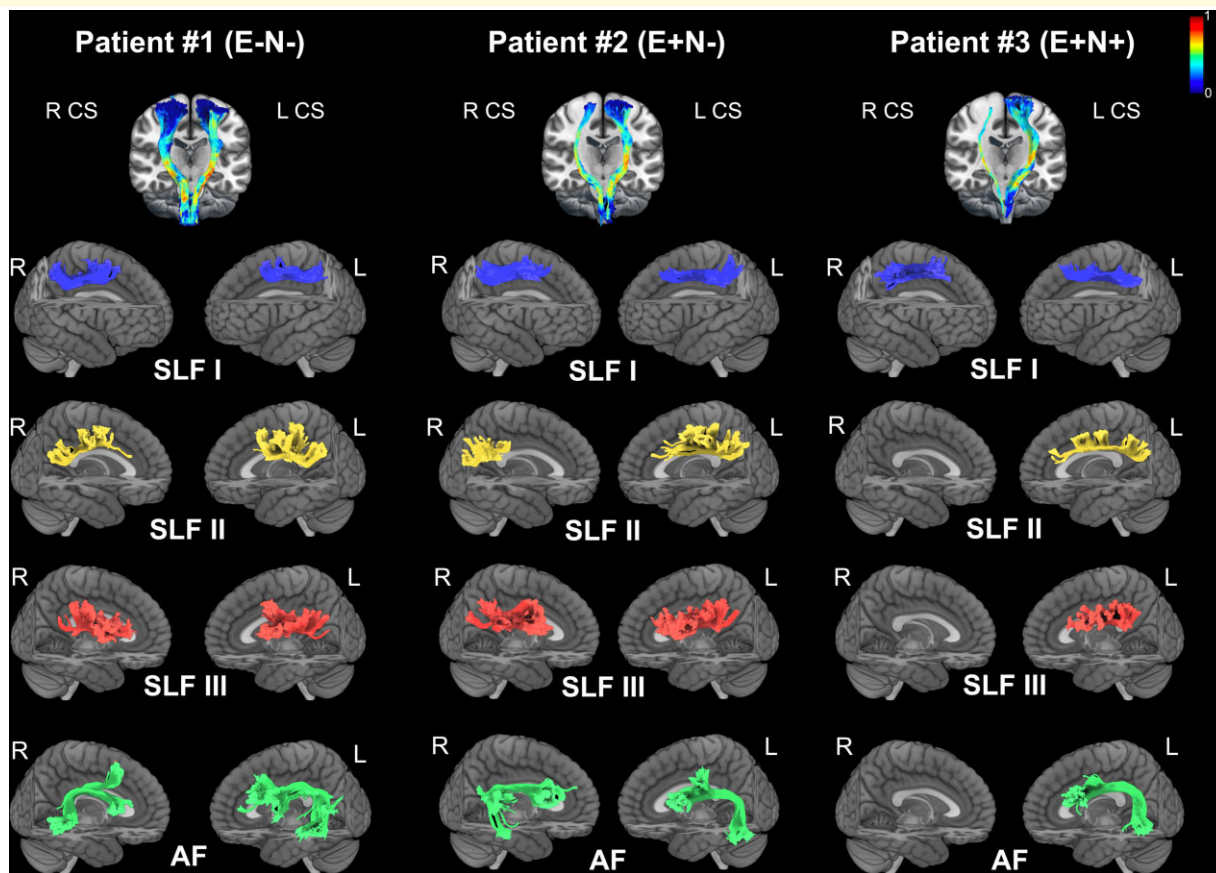 Patient #1 (E-N-) Patient #2 (E+N-) Patient #3 (E+N+) 1
0
R CS L CS R CS L CS R CS L CS
R L R L R L
SLF I SLF I SLF I
R L R L R L
SLF II SLF II SLF II
R L R L R L
SLF III SLF III SLF III
R L R L R L
AF AF AF